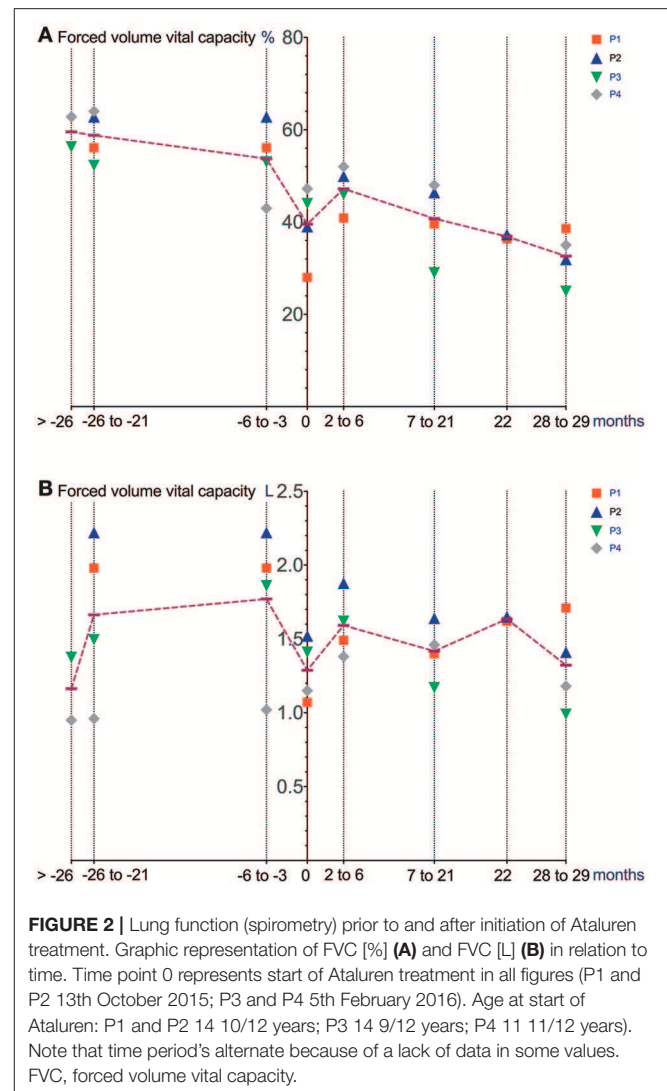 A Forced volume vital capacity %
80
60
40
20
P1
P2
P3
P4
> -26 -26 to -21 -6 to -3 0 2 to 6 7 to 21 22 28 to 29 months
B Forced volume vital capacity L
2.5
2.0
1.5
1.0
0.5
P1
P2
P3
P4
> -26 -26 to -21 -6 to -3 0 2 to 6 7 to 21 22 28 to 29 months
FIGURE 2 | Lung function (spirometry) prior to and after initiation of Ataluren
treatment. Graphic representation of FVC [%] (A) and FVC [L] (B) in relation to
time. Time point 0 represents start of Ataluren treatment in all figures (P1 and
P2 13th October 2015; P3 and P4 5th February 2016). Age at start of
Ataluren: P1 and P2 14 10/12 years; P3 14 9/12 years; P4 11 11/12 years).
Note that time period's alternate because of a lack of data in some values.
FVC, forced volume vital capacity.